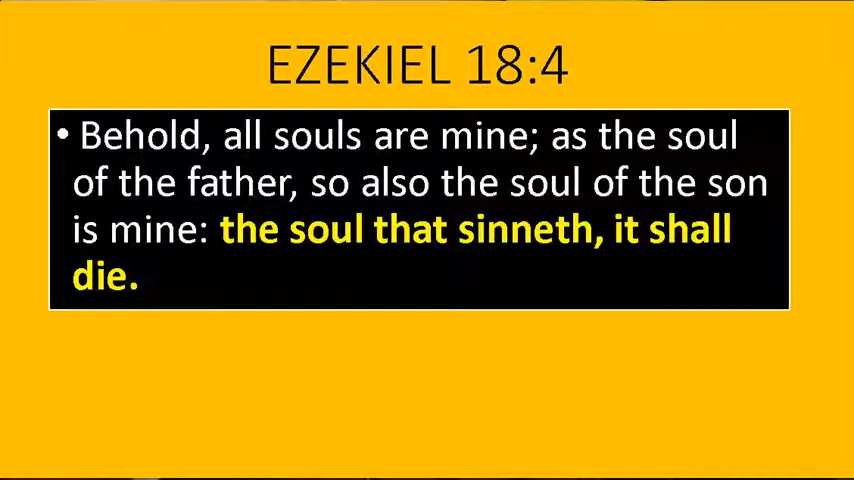 EZEKIEL 18:4
• Behold, all souls are mine; as the soul
of the father, so also the soul of the son
is mine: the soul that sinneth, it shall
die.